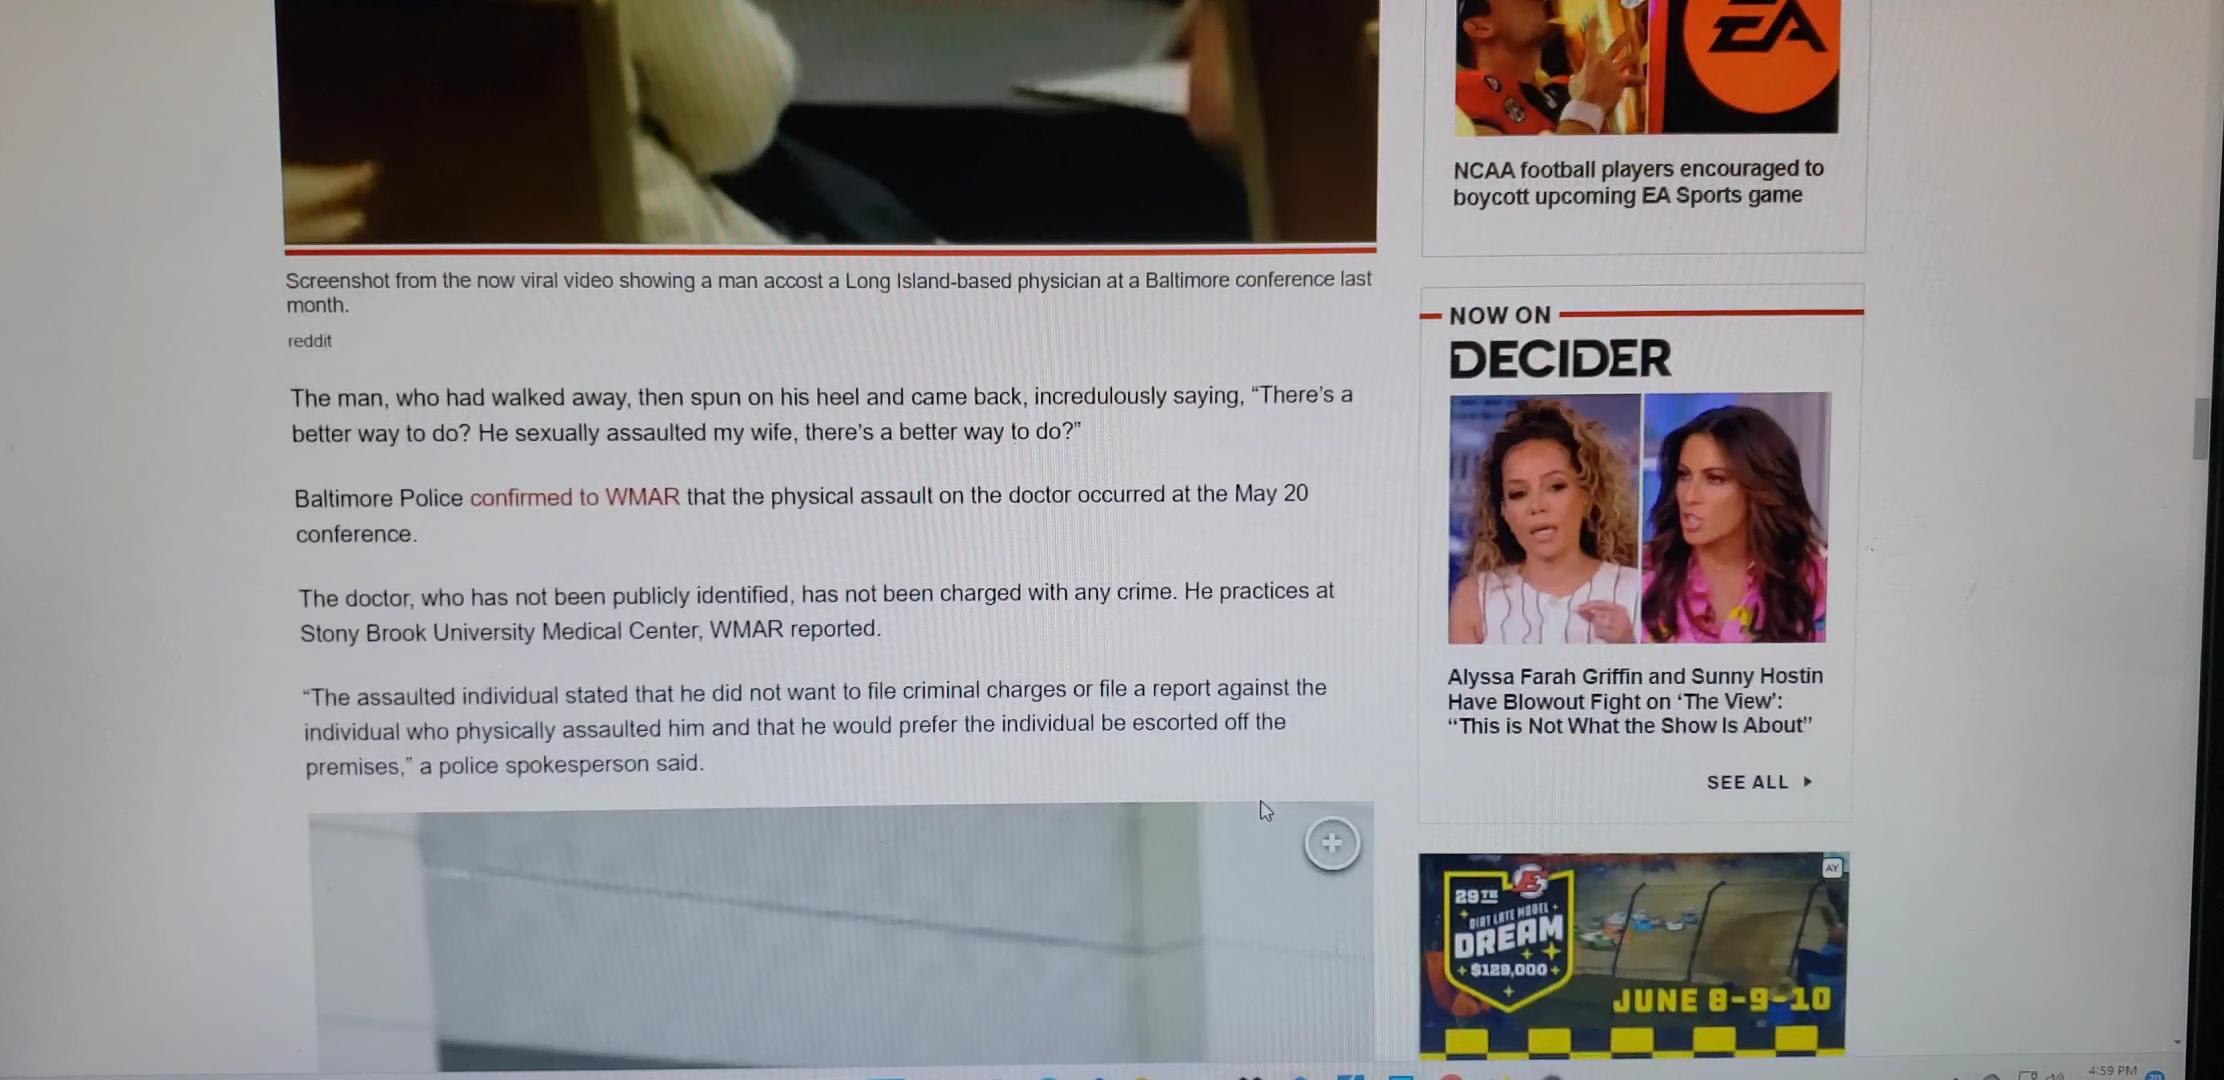 EA
NCAA football players encouraged to
boycott upcoming EA Sports game
Screenshot from the now viral video showing a man accost a Long Island-based physician at a Baltimore conference last
month.
reddit
The man, who had walked away, then spun on his heel and came back, incredulously saying, “There’s a
better way to do? He sexually assaulted my wife, there’s a better way to do?”
Baltimore Police confirmed to WMAR that the physical assault on the doctor occurred at the May 20
conference.
The doctor, who has not been publicly identified, has not been charged with any crime. He practices at
Stony Brook University Medical Center, WMAR reported.
“The assaulted individual stated that he did not want to file criminal charges or file a report against the
individual who physically assaulted him and that he would prefer the individual be escorted off the
premises,” a police spokesperson said.
NOW ON
DECIDER
Alyssa Farah Griffin and Sunny Hostin
Have Blowout Fight on ‘The View’:
“This is Not What the Show Is About”
SEE ALL
AY
29TH
DIRT LATE MODEL
DREAM
$129,000
JUNE 8-9-10
4:59 PM